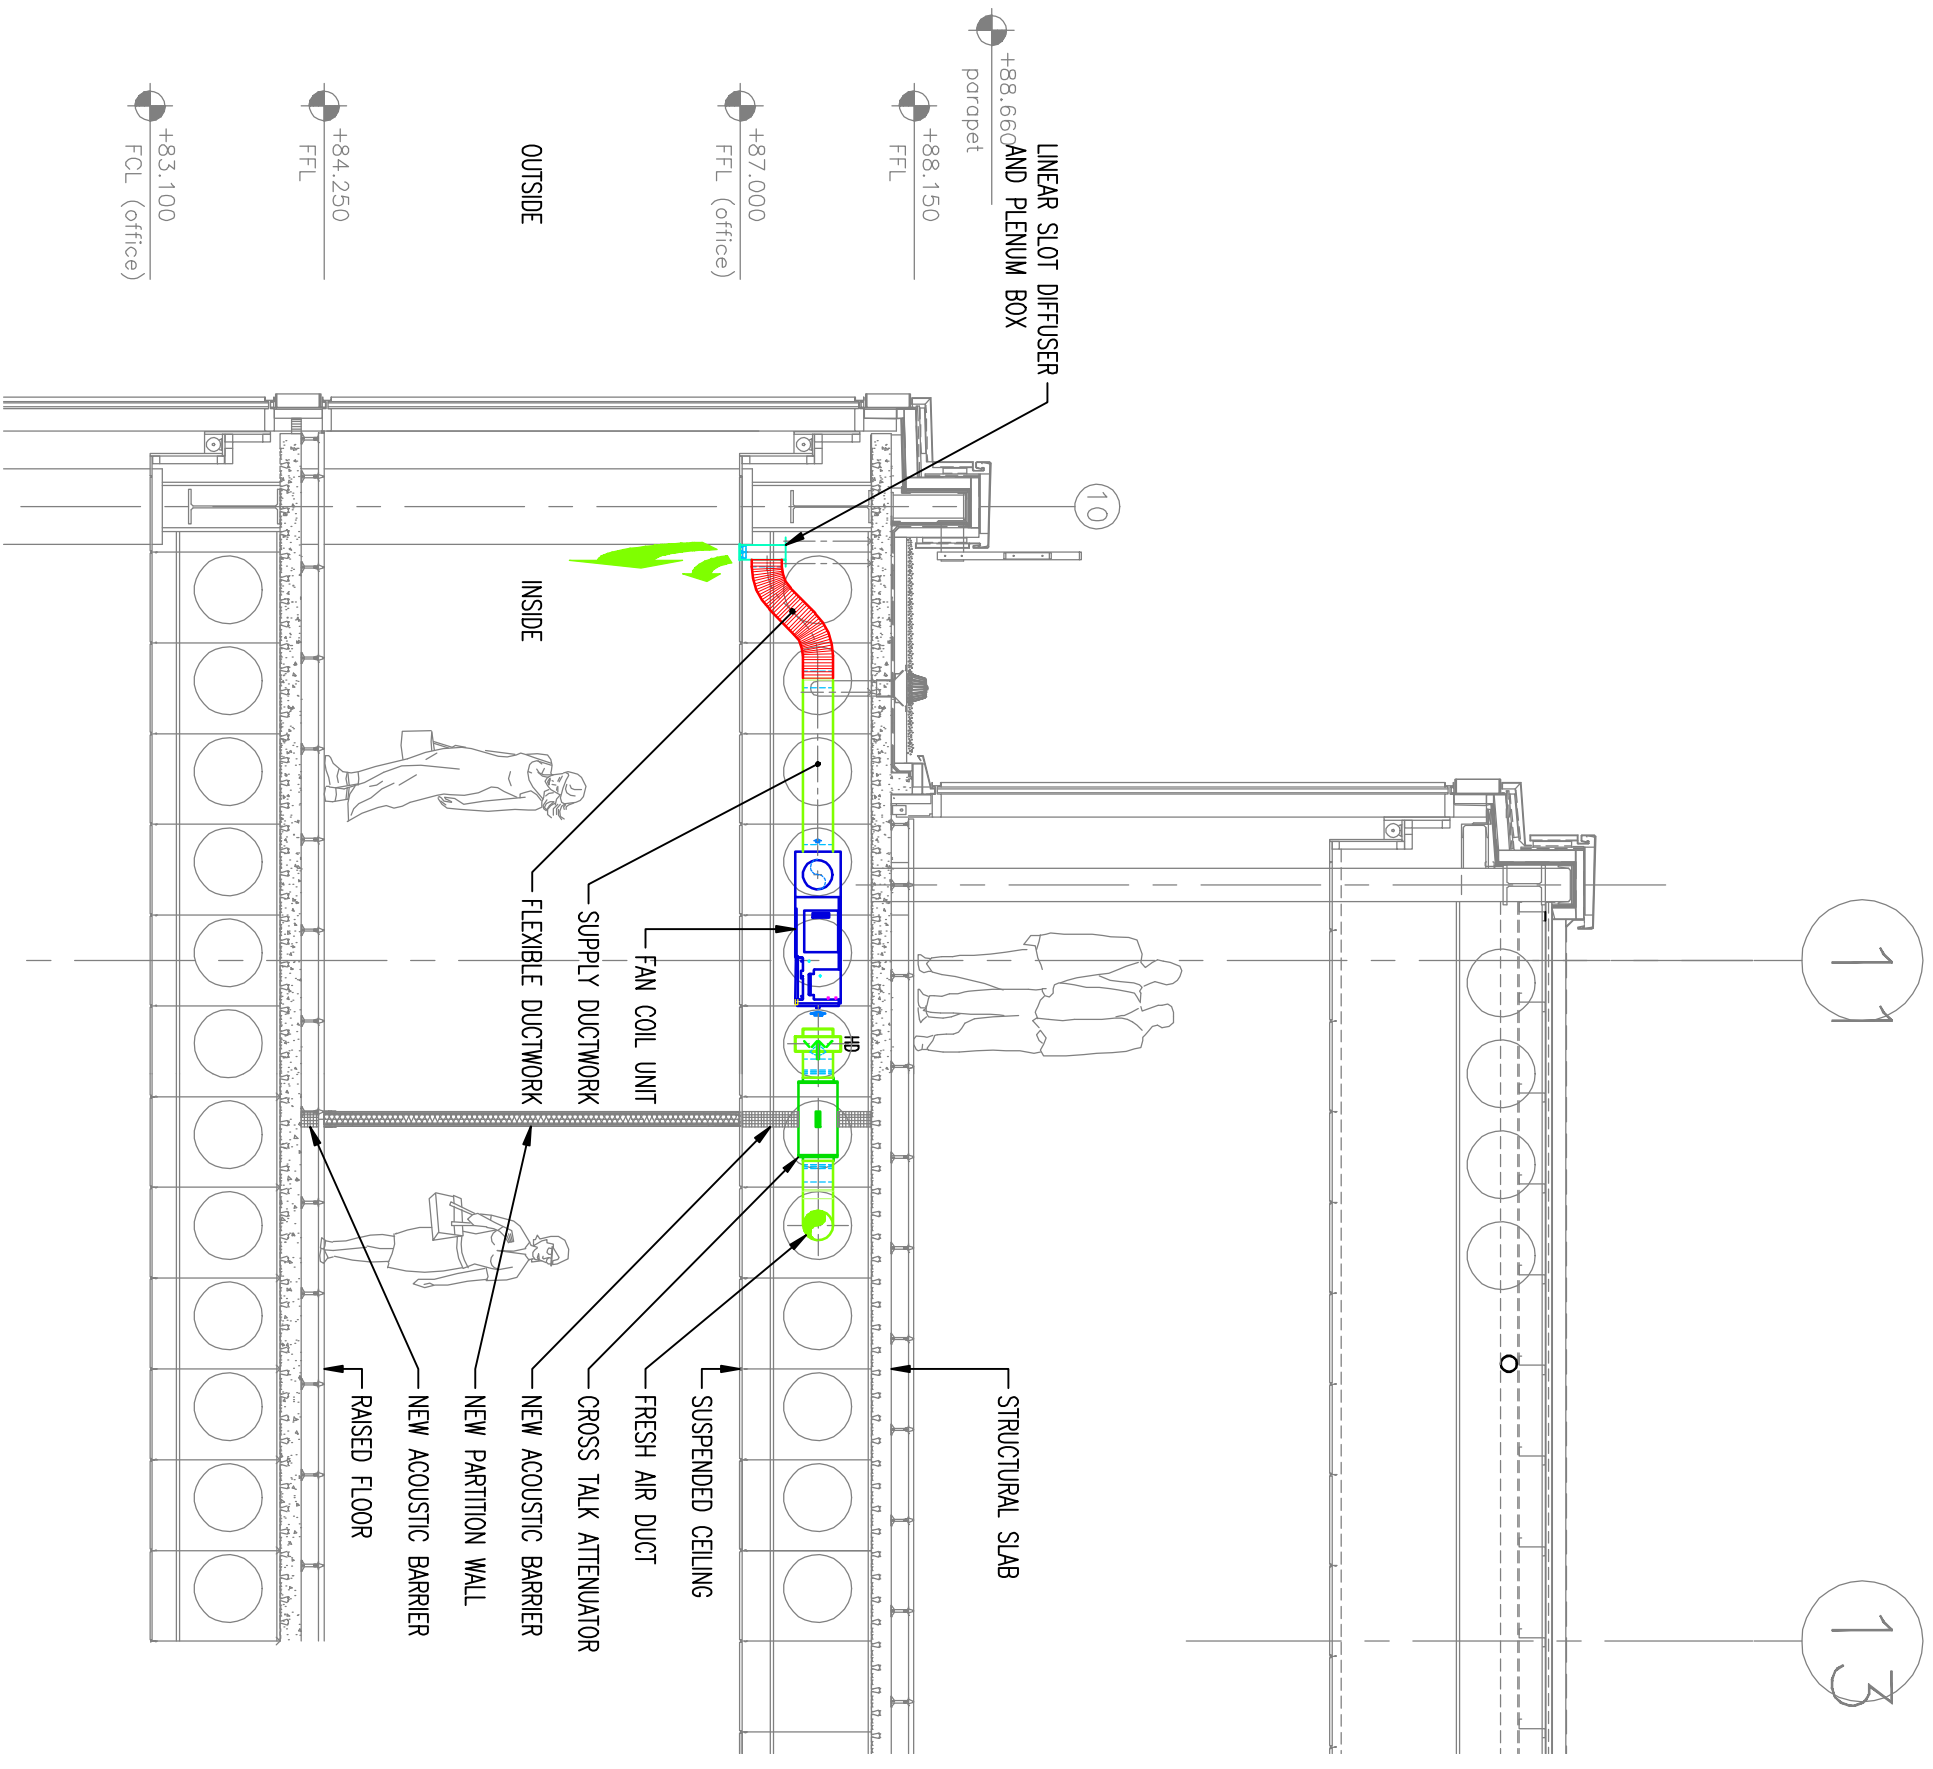 +88.660
parapet
+88.150
FFL
+87.000
FFL (office)
+84.250
FFL
+83.100
FCL (office)
LINEAR SLOT DIFFUSER
AND PLENUM BOX
OUTSIDE
INSIDE
10
11
13
HD
FAN COIL UNIT
SUPPLY DUCTWORK
FLEXIBLE DUCTWORK
STRUCTURAL SLAB
SUSPENDED CEILING
FRESH AIR DUCT
CROSS TALK ATTENUATOR
NEW ACOUSTIC BARRIER
NEW PARTITION WALL
NEW ACOUSTIC BARRIER
RAISED FLOOR